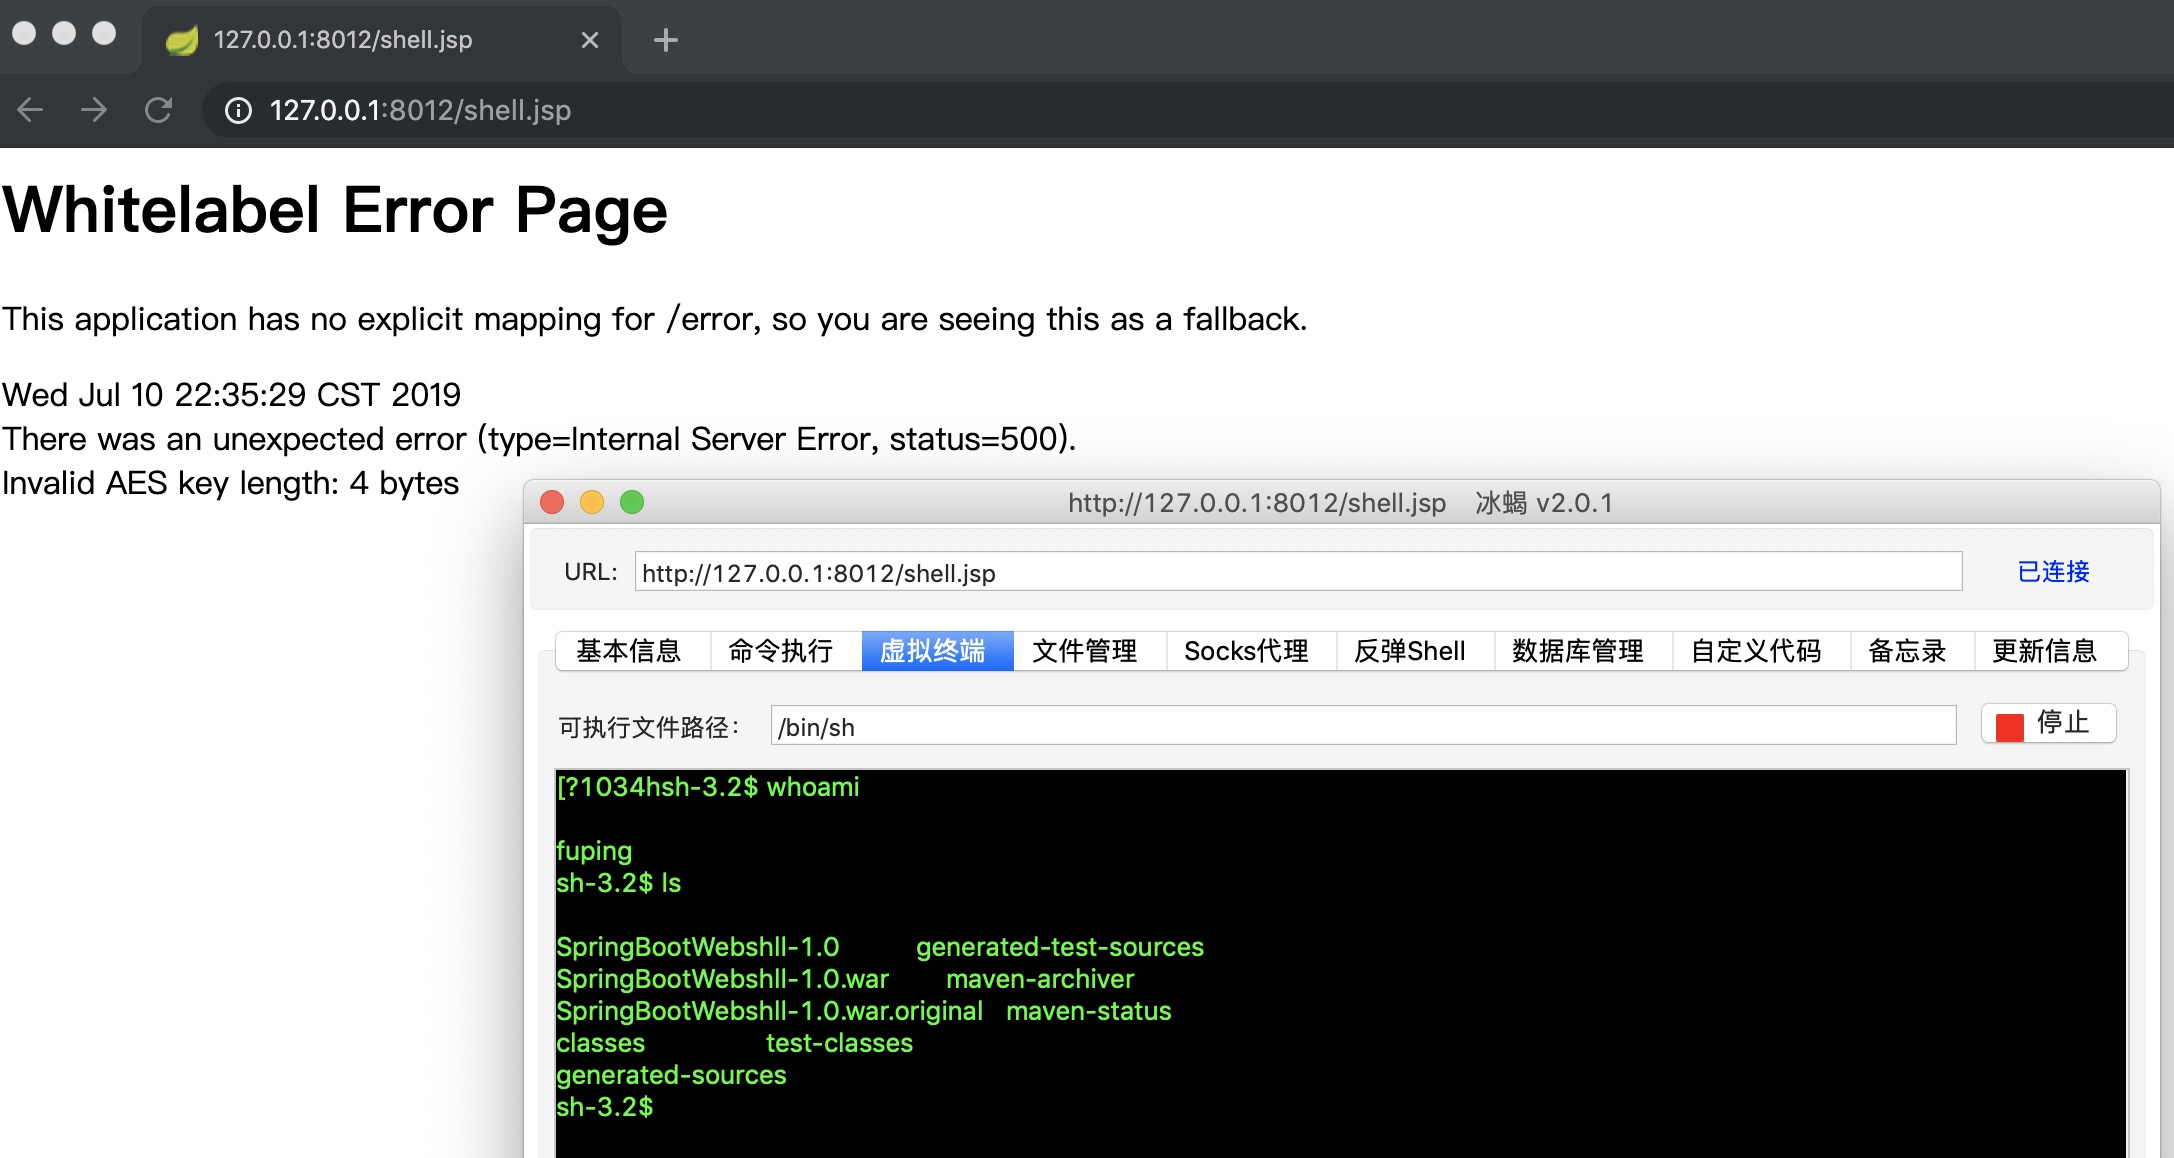 127.0.0.1:8012/shell.jsp
127.0.0.1:8012/shell.jsp
Whitelabel Error Page
This application has no explicit mapping for /error, so you are seeing this as a fallback.
Wed Jul 10 22:35:29 CST 2019
There was an unexpected error (type=Internal Server Error, status=500).
Invalid AES key length: 4 bytes
http://127.0.0.1:8012/shell.jsp 冰蝎 v2.0.1
URL: http://127.0.0.1:8012/shell.jsp 已连接
基本信息 命令执行 虚拟终端 文件管理 Socks代理 反弹Shell 数据库管理 自定义代码 备忘录 更新信息
可执行文件路径： /bin/sh 停止
[?1034hsh-3.2$ whoami
fuping
sh-3.2$ ls
SpringBootWebshll-1.0 generated-test-sources
SpringBootWebshll-1.0.war maven-archiver
SpringBootWebshll-1.0.war.original maven-status
classes test-classes
generated-sources
sh-3.2$